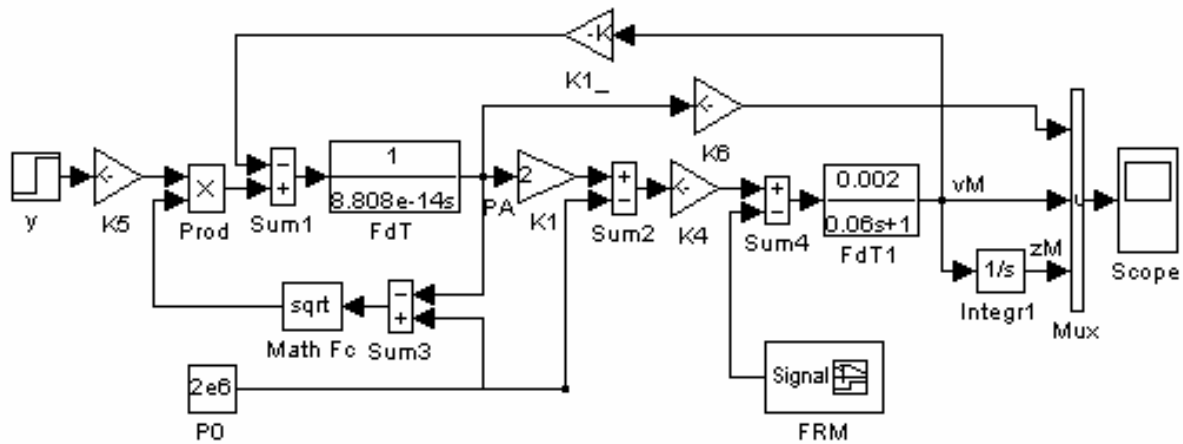 -K
K1_
K6
y
K5
×
Prod
−
+
Sum1
1
8.808e-14s
FdT
PA
2
K1
+
−
Sum2
K4
+
−
Sum4
0.002
0.06s+1
FdT1
vM
zM
1/s
Integr1
Mux
Scope
sqrt
Math Fc
−
+
Sum3
2e6
P0
Signal
FRM